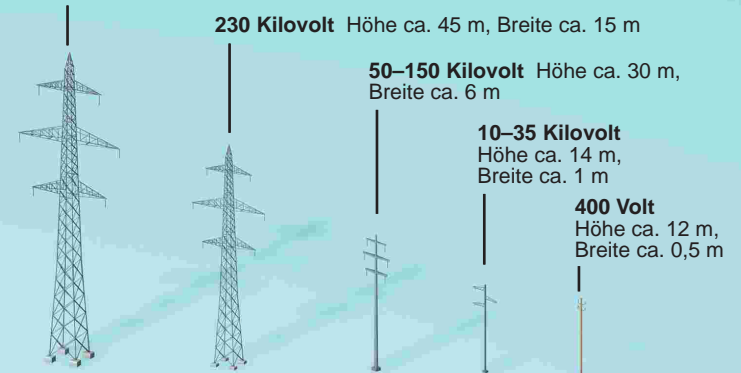 230 Kilovolt Höhe ca. 45 m, Breite ca. 15 m
50–150 Kilovolt Höhe ca. 30 m,
Breite ca. 6 m
10–35 Kilovolt
Höhe ca. 14 m,
Breite ca. 1 m
400 Volt
Höhe ca. 12 m,
Breite ca. 0,5 m